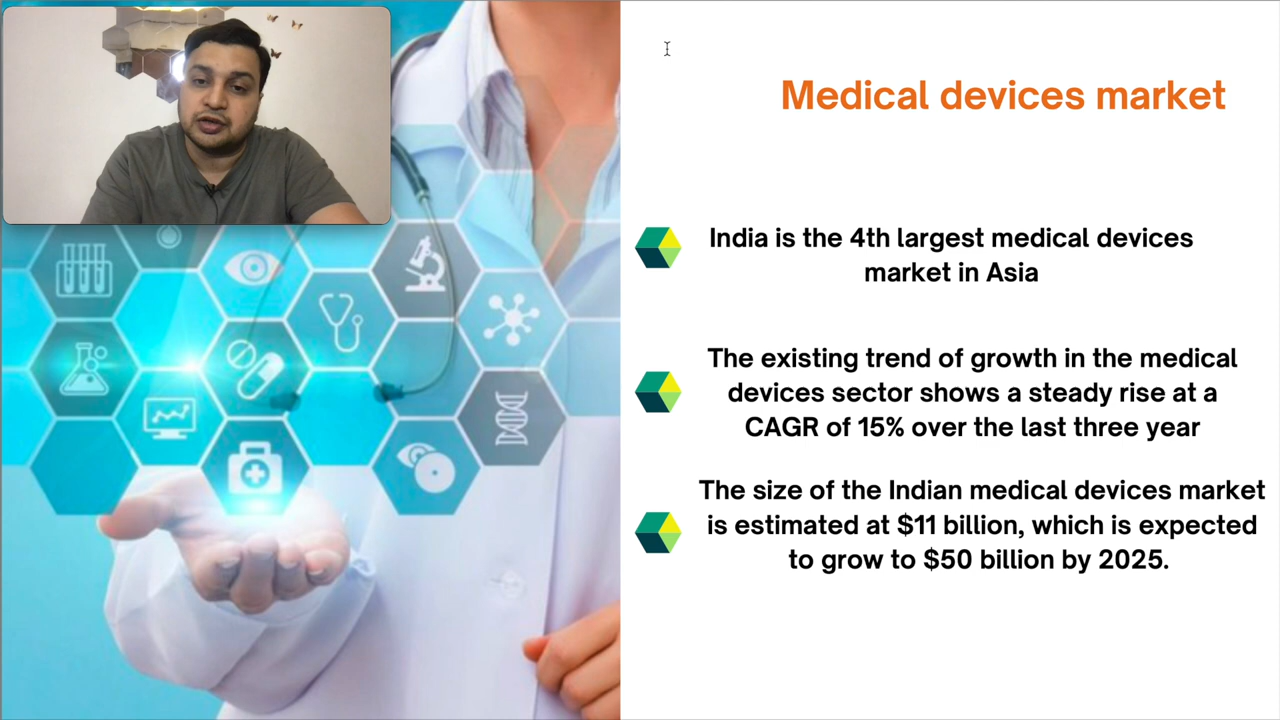 Medical devices market
India is the 4th largest medical devices
market in Asia
The existing trend of growth in the medical
devices sector shows a steady rise at a
CAGR of 15% over the last three year
The size of the Indian medical devices market
is estimated at $11 billion, which is expected
to grow to $50 billion by 2025.